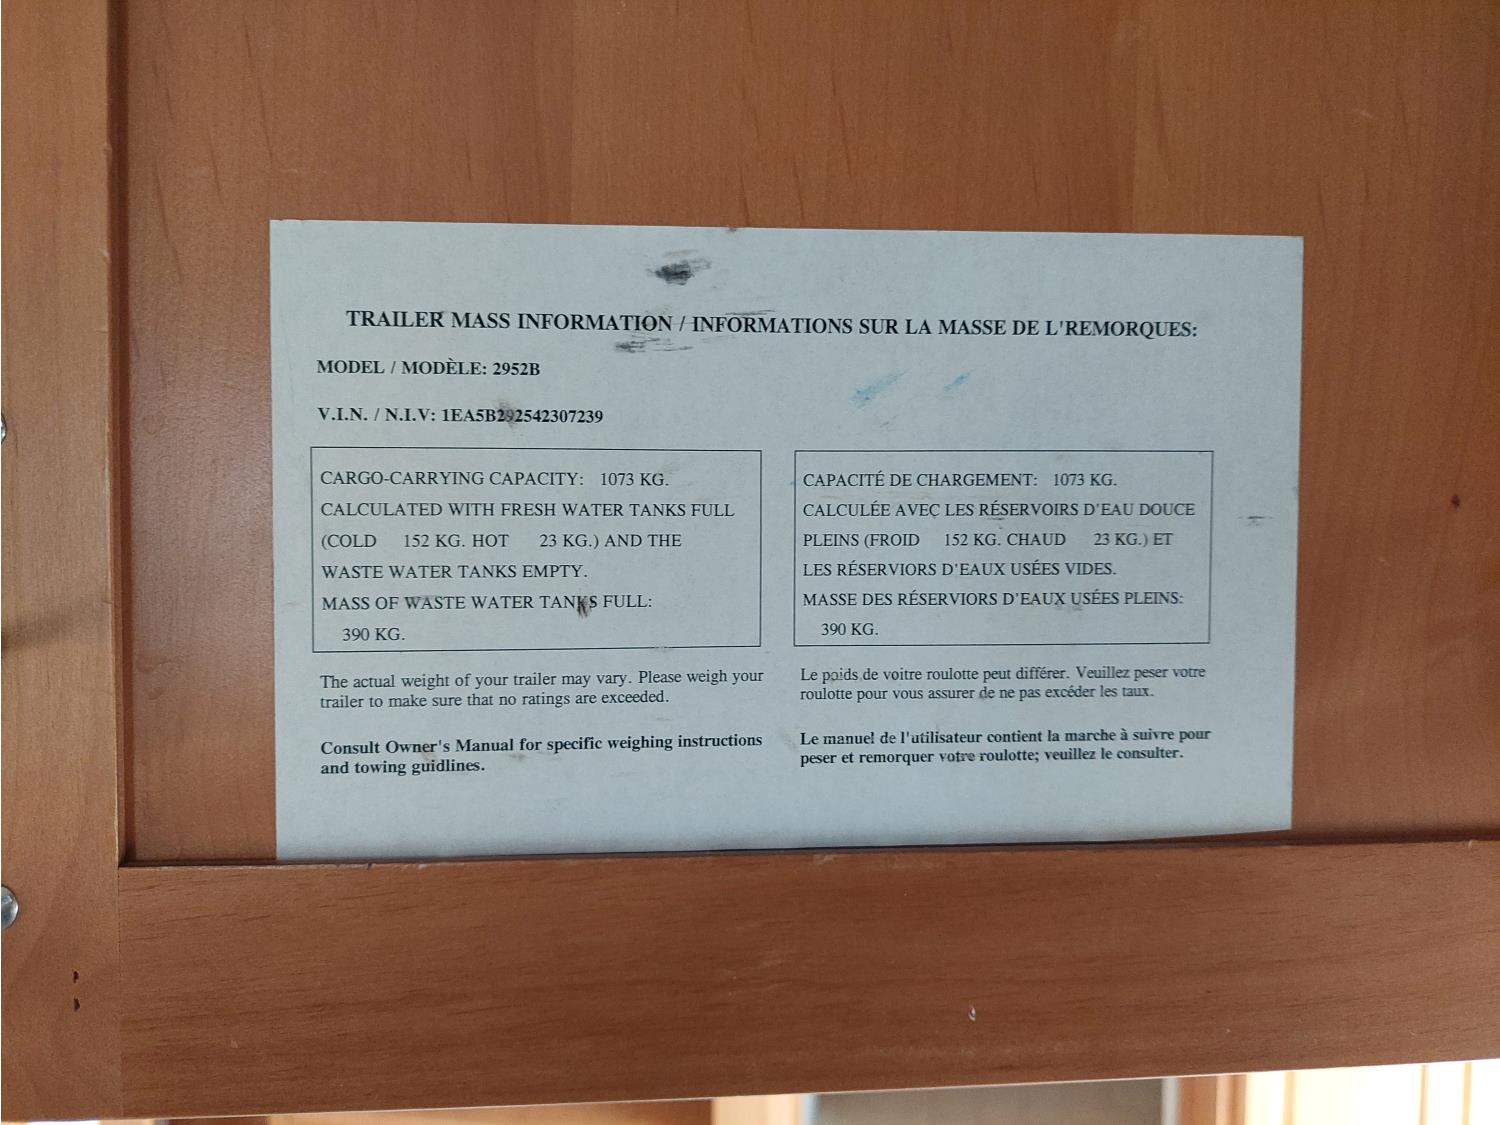 TRAILER MASS INFORMATION / INFORMATIONS SUR LA MASSE DE L'REMORQUES:
MODEL / MODÈLE: 2952B
V.I.N. / N.I.V: 1EA5B292542307239
CARGO-CARRYING CAPACITY: 1073 KG.
CALCULATED WITH FRESH WATER TANKS FULL
(COLD 152 KG. HOT 23 KG.) AND THE
WASTE WATER TANKS EMPTY.
MASS OF WASTE WATER TANKS FULL:
390 KG.
The actual weight of your trailer may vary. Please weigh your
trailer to make sure that no ratings are exceeded.
Consult Owner's Manual for specific weighing instructions
and towing guidlines.
CAPACITÉ DE CHARGEMENT: 1073 KG.
CALCULÉE AVEÇ LES RÉSERVOIRS D'EAU DOUCE
PLEINS (FROID 152 KG. CHAUD 23 KG.) ET
LES RÉSERVIORS D'EAUX USÉES VIDES.
MASSE DES RÉSERVIORS D'EAUX USÉES PLEINS:
390 KG.
Le poids de voitre roulotte peut différer. Veuillez peser votre
roulotte pour vous assurer de ne pas excéder les taux.
Le manuel de l'utilisateur contient la marche à suivre pour
peser et remorquer votre roulotte; veuillez le consulter.